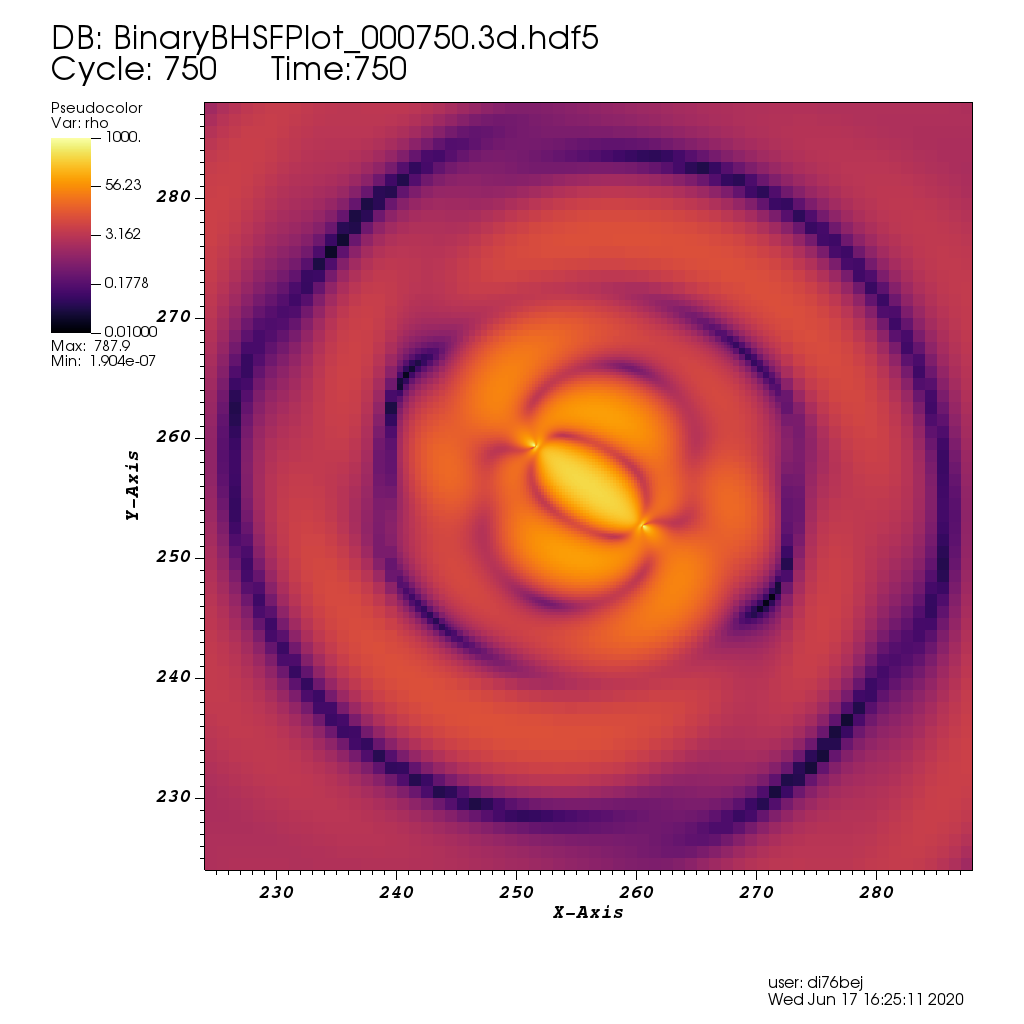 DB: BinaryBHSFPlot_000750.3d.hdf5
Cycle: 750 Time:750
Pseudocolor
Var: rho
1000.
56.23
3.162
0.1778
0.01000
Max: 787.9
Min: 1.904e-07
280
270
260
250
240
230
Y-Axis
230 240 250 260 270 280
X-Axis
user: di76bej
Wed Jun 17 16:25:11 2020